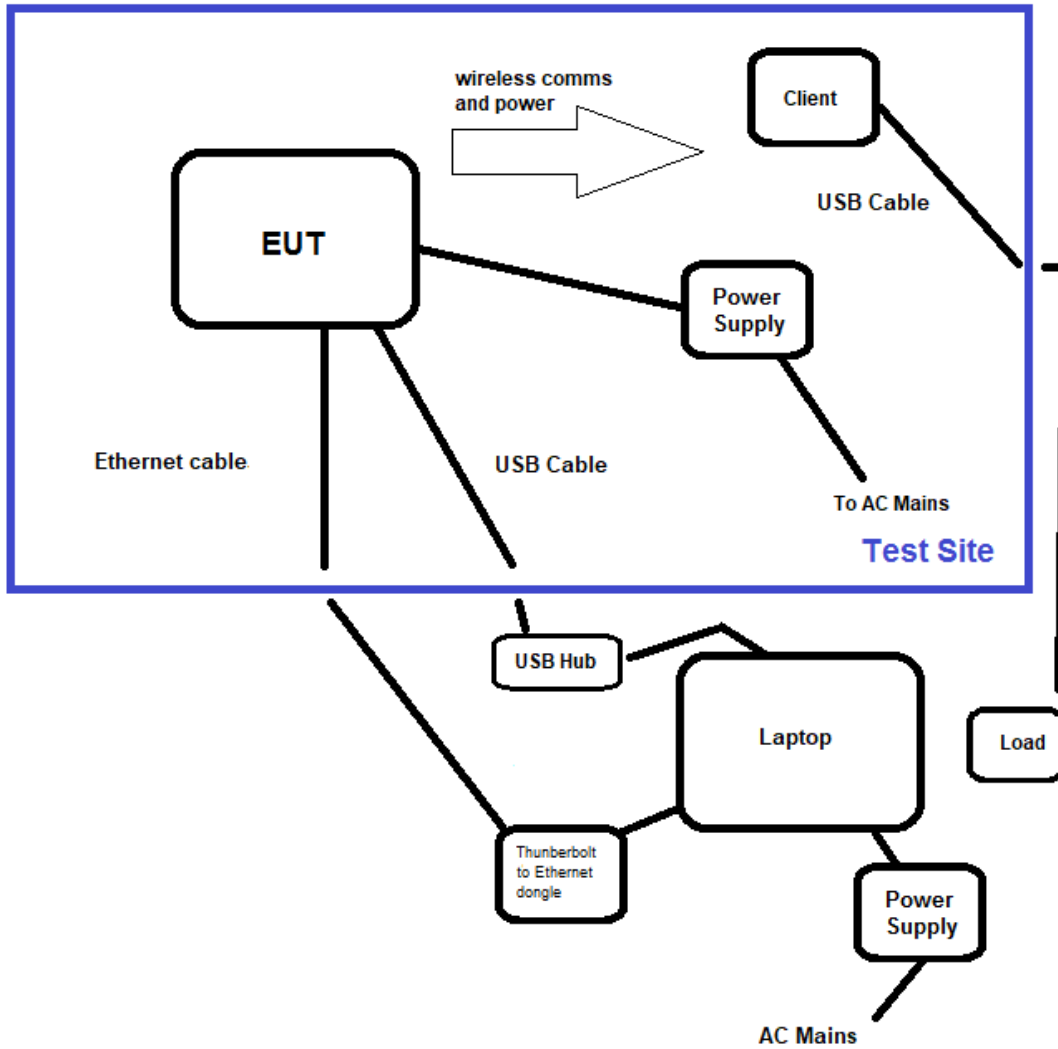 wireless comms
and power
Client
USB Cable
EUT
Power
Supply
Ethernet cable
USB Cable
To AC Mains
Test Site
USB Hub
Laptop
Load
Thunberbolt
to Ethernet
dongle
Power
Supply
AC Mains